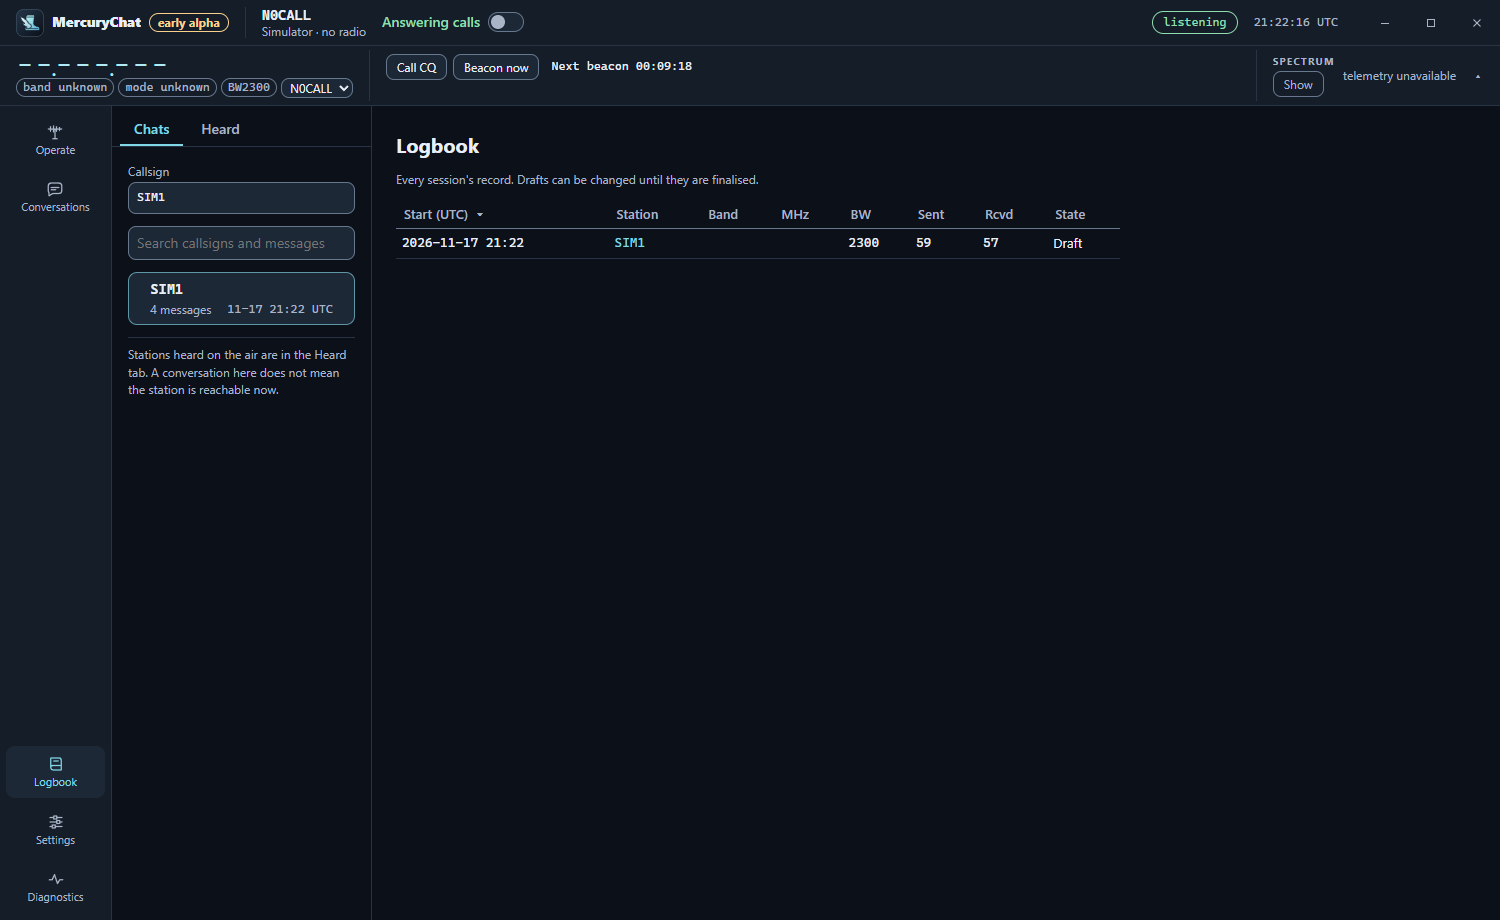 MercuryChat early alpha
N0CALL
Simulator · no radio
Answering calls
listening
21:22:16 UTC
— — — . — — — . — —
band unknown
mode unknown
BW2300
N0CALL
Call CQ
Beacon now
Next beacon 00:09:18
SPECTRUM
Show
telemetry unavailable
Operate
Conversations
Logbook
Settings
Diagnostics
Chats
Heard
Callsign
SIM1
Search callsigns and messages
SIM1
4 messages 11-17 21:22 UTC
Stations heard on the air are in the Heard
tab. A conversation here does not mean
the station is reachable now.
Logbook
Every session's record. Drafts can be changed until they are finalised.
Start (UTC) Station Band MHz BW Sent Rcvd State
2026-11-17 21:22 SIM1 2300 59 57 Draft